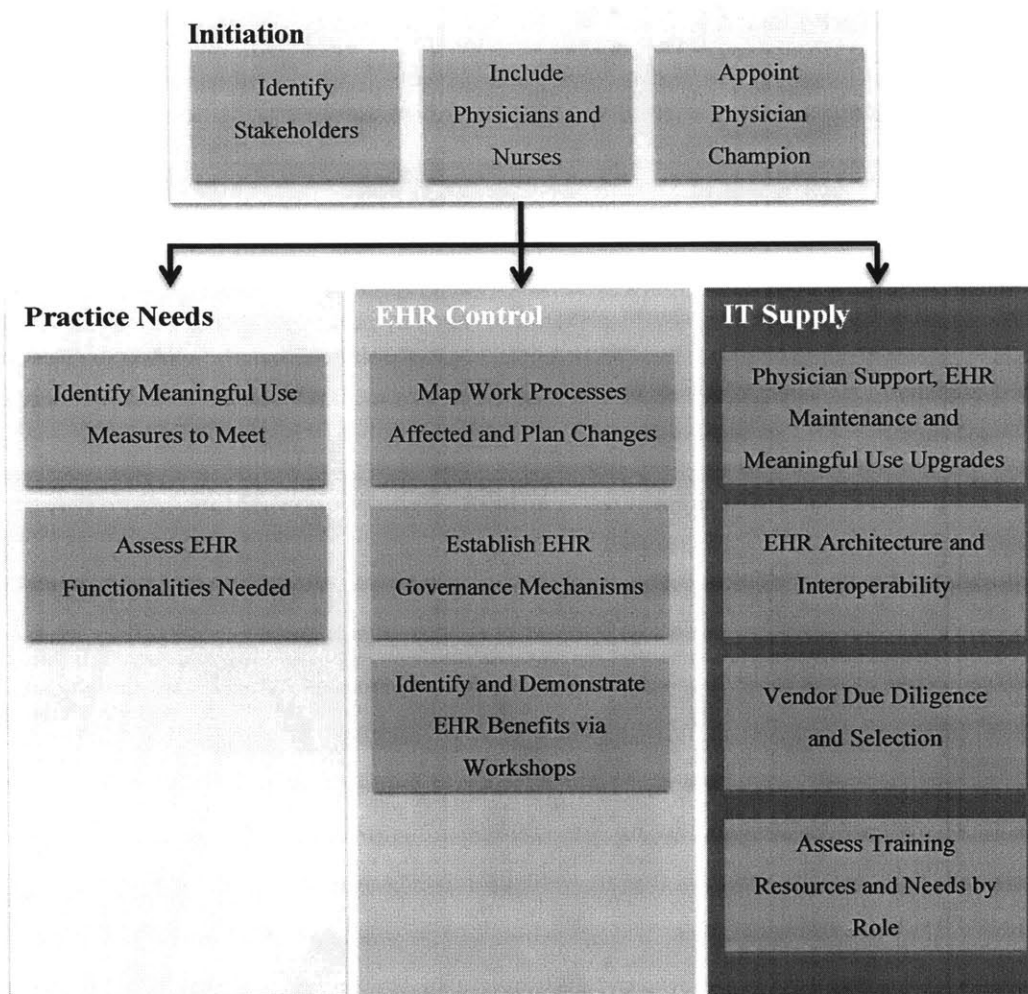 Initiation
Identify
Stakeholders
Include
Physicians and
Nurses
Appoint
Physician
Champion
Practice Needs
Identify Meaningful Use
Measures to Meet
Assess EHR
Functionalities Needed
EHR Control
Map Work Processes
Affected and Plan Changes
Establish EHR
Governance Mechanisms
Identify and Demonstrate
EHR Benefits via
Workshops
IT Supply
Physician Support, EHR
Maintenance and
Meaningful Use Upgrades
EHR Architecture and
Interoperability
Vendor Due Diligence
and Selection
Assess Training
Resources and Needs by
Role